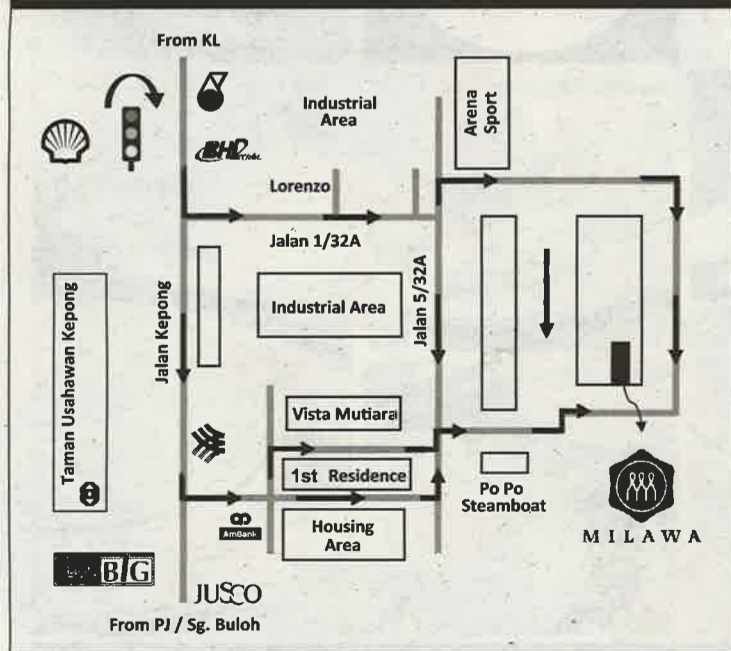 From KL
Industrial
Area
Arena
Sport
BHP
Lorenzo
Jalan 1/32A
Jalan Kepong
Industrial Area
Jalan 5/32A
Taman Usahawan Kepong
Vista Mutiara
1st Residence
Po Po
Steamboat
AmBank
Housing
Area
MILAWA
BIG
JUSCO
From PJ / Sg. Buloh